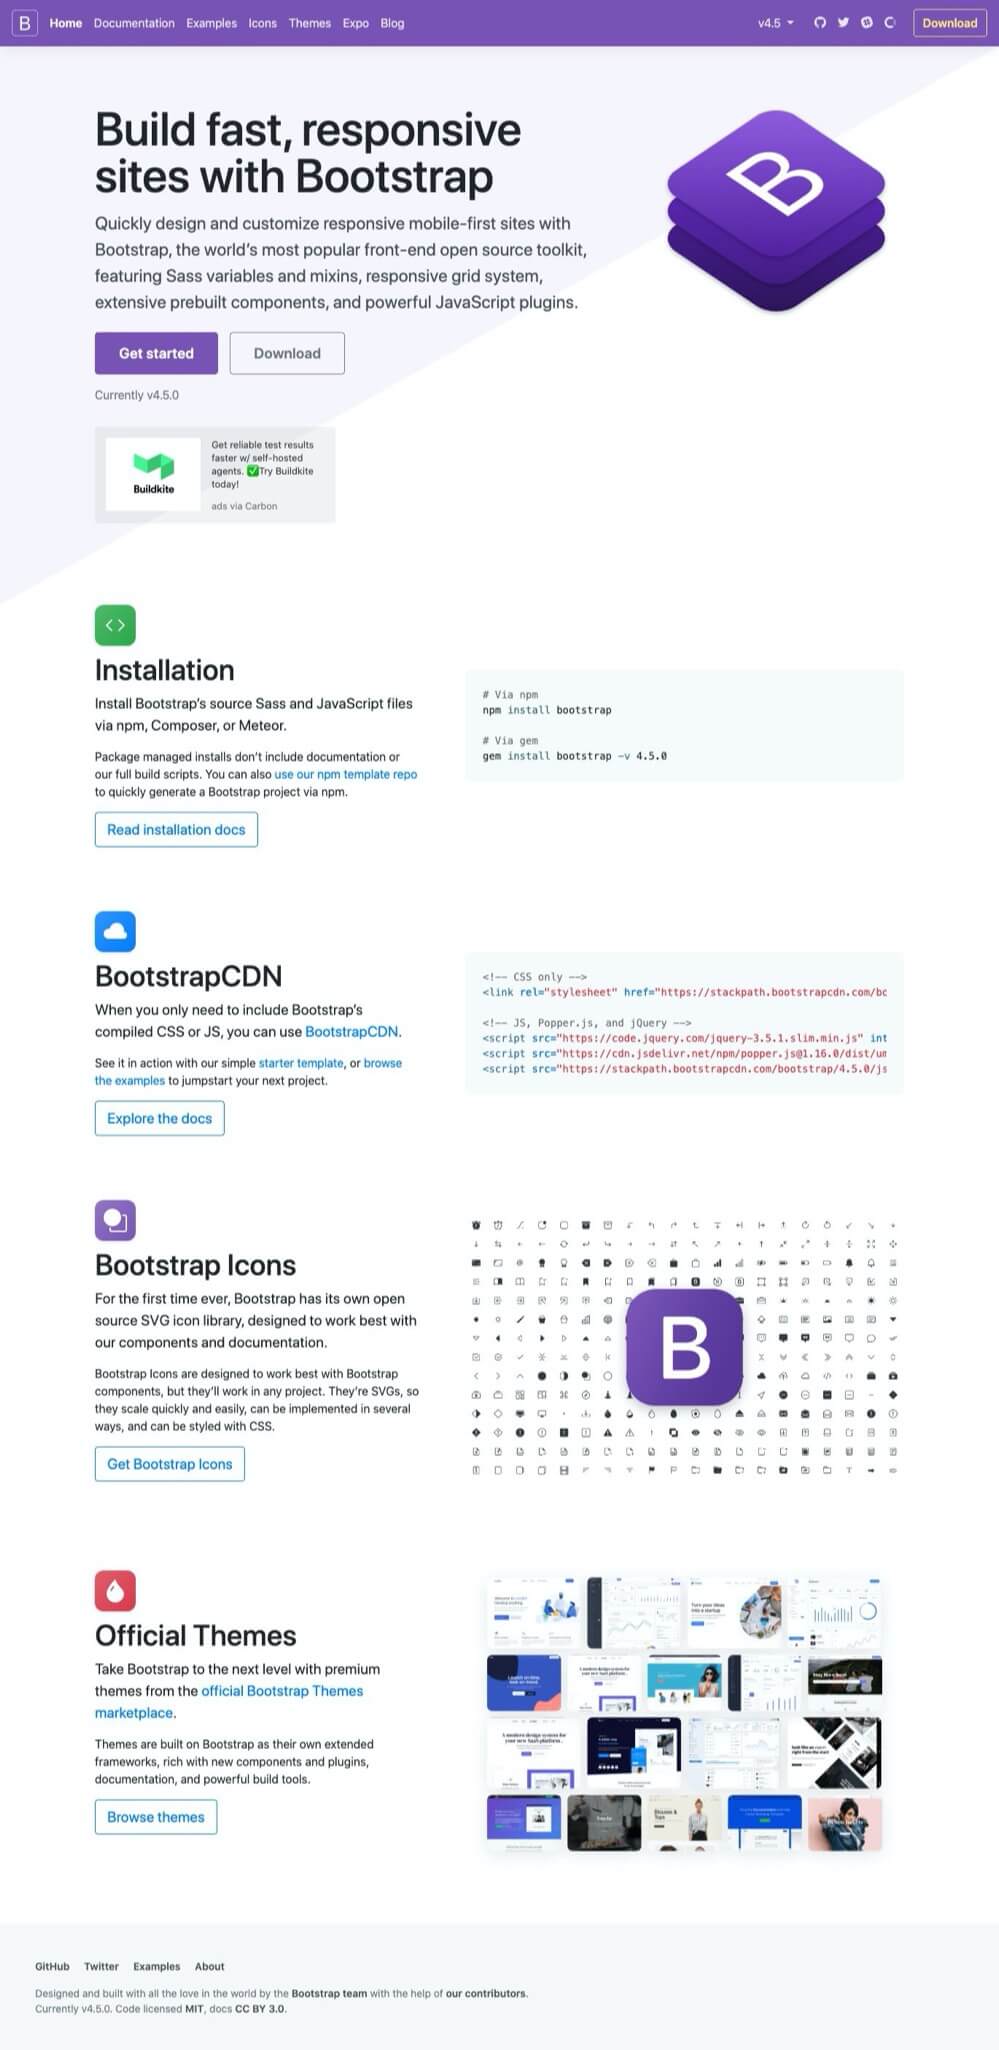 B Home Documentation Examples Icons Themes Expo Blog v4.5 Download
Build fast, responsive
sites with Bootstrap
B
Quickly design and customize responsive mobile-first sites with
Bootstrap, the world's most popular front-end open source toolkit,
featuring Sass variables and mixins, responsive grid system,
extensive prebuilt components, and powerful JavaScript plugins.
Get started Download
Currently v4.5.0
Buildkite
Get reliable test results
faster w/ self-hosted
agents. ✅Try Buildkite
today!
ads via Carbon
Installation
Install Bootstrap's source Sass and JavaScript files
via npm, Composer, or Meteor.
Package managed installs don't include documentation or
our full build scripts. You can also use our npm template repo
to quickly generate a Bootstrap project via npm.
Read installation docs
# Via npm
npm install bootstrap
# Via gem
gem install bootstrap -v 4.5.0
BootstrapCDN
When you only need to include Bootstrap's
compiled CSS or JS, you can use BootstrapCDN.
See it in action with our simple starter template, or browse
the examples to jumpstart your next project.
Explore the docs
<!-- CSS only -->
<link rel="stylesheet" href="https://stackpath.bootstrapcdn.com/bc
<!-- JS, Popper.js, and jQuery -->
<script src="https://code.jquery.com/jquery-3.5.1.slim.min.js" int
<script src="https://cdn.jsdelivr.net/npm/popper.js@1.16.0/dist/um
<script src="https://stackpath.bootstrapcdn.com/bootstrap/4.5.0/js
Bootstrap Icons
For the first time ever, Bootstrap has its own open
source SVG icon library, designed to work best with
our components and documentation.
Bootstrap Icons are designed to work best with Bootstrap
components, but they'll work in any project. They're SVGs, so
they scale quickly and easily, can be implemented in several
ways, and can be styled with CSS.
Get Bootstrap Icons
B
Official Themes
Take Bootstrap to the next level with premium
themes from the official Bootstrap Themes
marketplace.
Themes are built on Bootstrap as their own extended
frameworks, rich with new components and plugins,
documentation, and powerful build tools.
Browse themes
Turn your ideas
into a startup
A modern design system for
your new SaaS platform.
GitHub Twitter Examples About
Designed and built with all the love in the world by the Bootstrap team with the help of our contributors.
Currently v4.5.0. Code licensed MIT, docs CC BY 3.0.